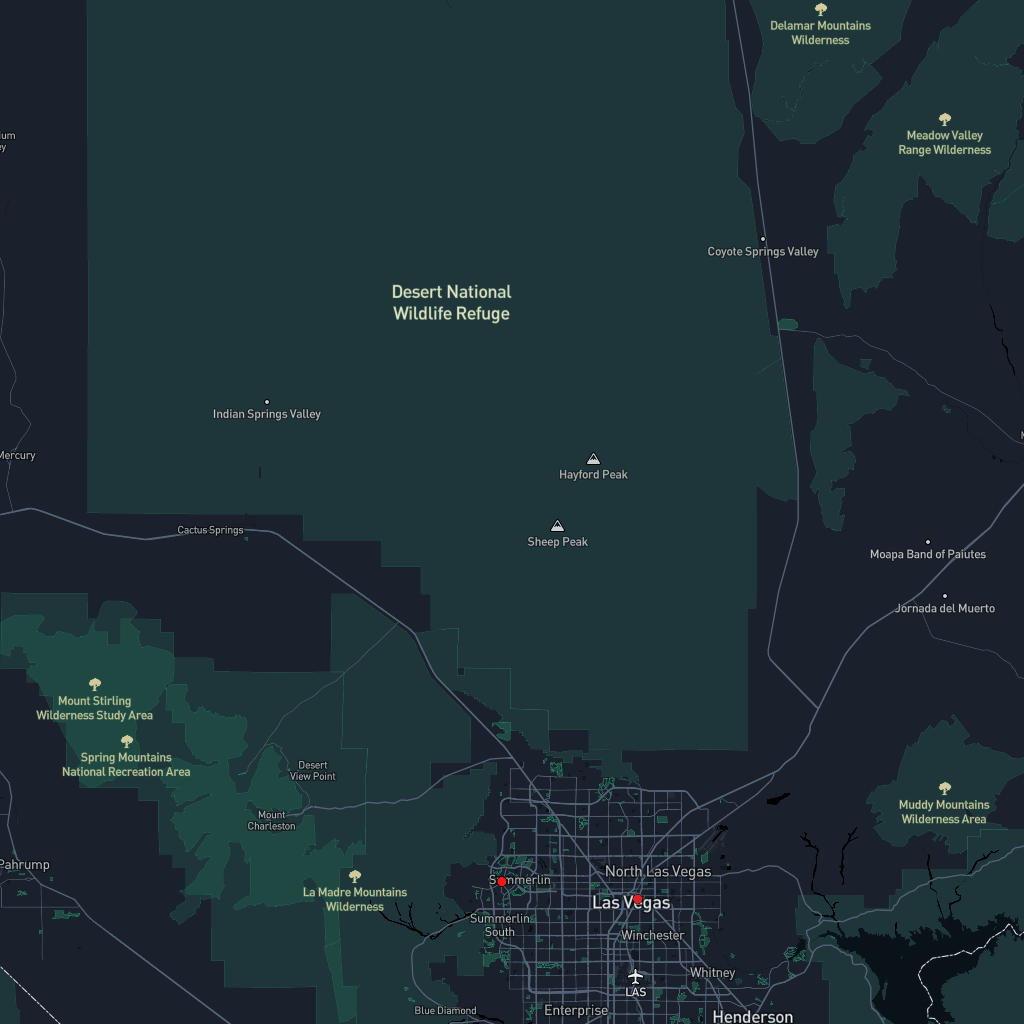 Delamar Mountains
Wilderness
Meadow Valley
Range Wilderness
Coyote Springs Valley
Desert National
Wildlife Refuge
Indian Springs Valley
Mercury
Hayford Peak
Cactus Springs
Sheep Peak
Moapa Band of Paiutes
Jornada del Muerto
Mount Stirling
Wilderness Study Area
Spring Mountains
National Recreation Area
Desert
View Point
Mount
Charleston
Muddy Mountains
Wilderness Area
Pahrump
La Madre Mountains
Wilderness
Summerlin
North Las Vegas
Las Vegas
Summerlin
South
Winchester
Whitney
LAS
Blue Diamond
Enterprise
Henderson